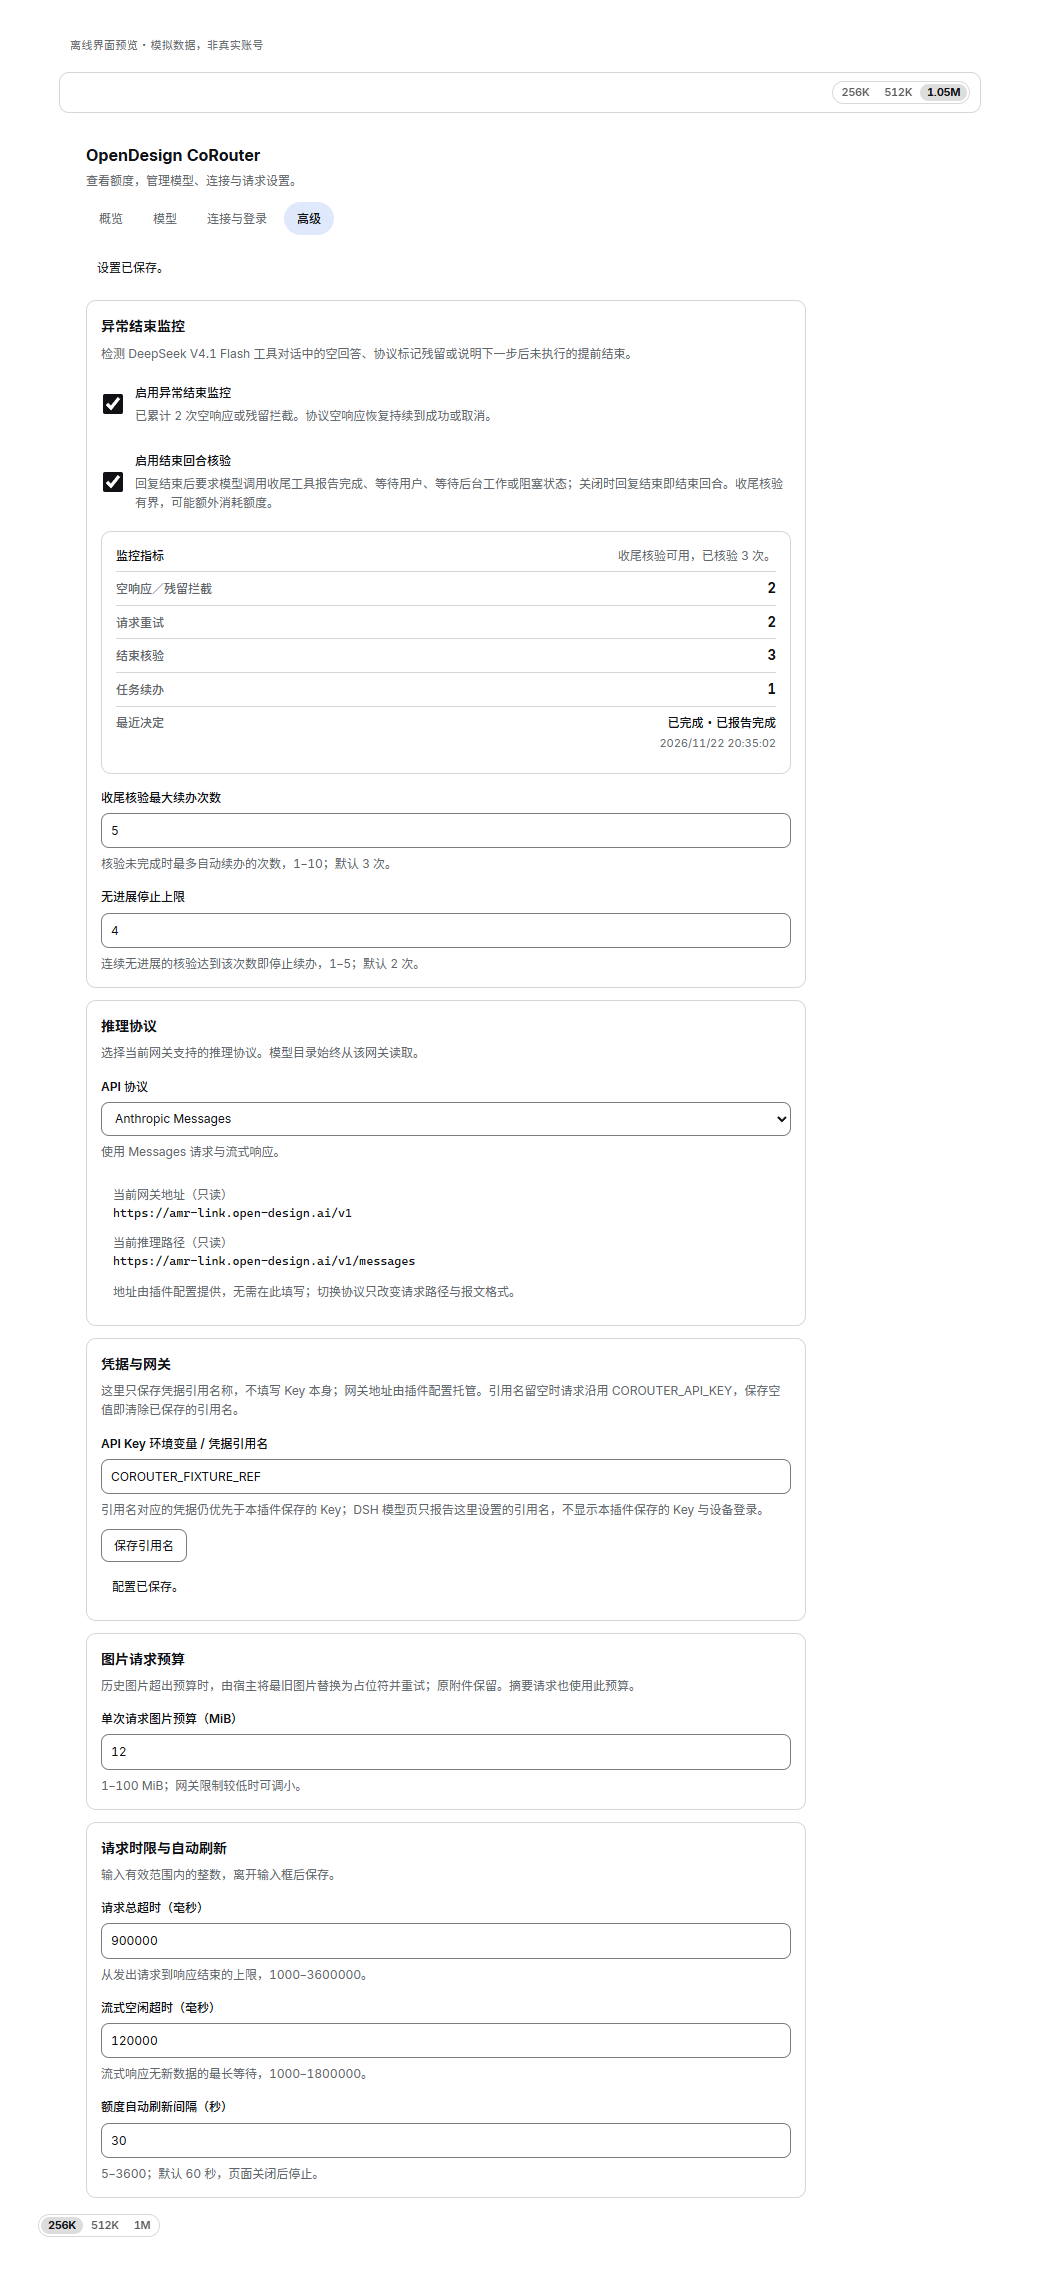 离线界面预览・模拟数据，非真实账号
256K 512K 1.05M
OpenDesign CoRouter
查看额度，管理模型、连接与请求设置。
概览 模型 连接与登录 高级
设置已保存。
异常结束监控
检测 DeepSeek V4.1 Flash 工具对话中的空回答、协议标记残留或说明下一步后未执行的提前结束。
启用异常结束监控
已累计 2 次空响应或残留拦截。协议空响应恢复持续到成功或取消。
启用结束回合核验
回复结束后要求模型调用收尾工具报告完成、等待用户、等待后台工作或阻塞状态；关闭时回复结束即结束回合。收尾核验
有界，可能额外消耗额度。
监控指标 收尾核验可用，已核验 3 次。
空响应／残留拦截 2
请求重试 2
结束核验 3
任务续办 1
最近决定 已完成・已报告完成
2026/11/22 20:35:02
收尾核验最大续办次数
5
核验未完成时最多自动续办的次数，1–10；默认 3 次。
无进展停止上限
4
连续无进展的核验达到该次数即停止续办，1–5；默认 2 次。
推理协议
选择当前网关支持的推理协议。模型目录始终从该网关读取。
API 协议
Anthropic Messages
使用 Messages 请求与流式响应。
当前网关地址（只读）
https://amr-link.open-design.ai/v1
当前推理路径（只读）
https://amr-link.open-design.ai/v1/messages
地址由插件配置提供，无需在此填写；切换协议只改变请求路径与报文格式。
凭据与网关
这里只保存凭据引用名称，不填写 Key 本身；网关地址由插件配置托管。引用名留空时请求沿用 COROUTER_API_KEY，保存空
值即清除已保存的引用名。
API Key 环境变量 / 凭据引用名
COROUTER_FIXTURE_REF
引用名对应的凭据仍优先于本插件保存的 Key；DSH 模型页只报告这里设置的引用名，不显示本插件保存的 Key 与设备登录。
保存引用名
配置已保存。
图片请求预算
历史图片超出预算时，由宿主将最旧图片替换为占位符并重试；原附件保留。摘要请求也使用此预算。
单次请求图片预算（MiB）
12
1–100 MiB；网关限制较低时可调小。
请求时限与自动刷新
输入有效范围内的整数，离开输入框后保存。
请求总超时（毫秒）
900000
从发出请求到响应结束的上限，1000–3600000。
流式空闲超时（毫秒）
120000
流式响应无新数据的最长等待，1000–1800000。
额度自动刷新间隔（秒）
30
5–3600；默认 60 秒，页面关闭后停止。
256K 512K 1M